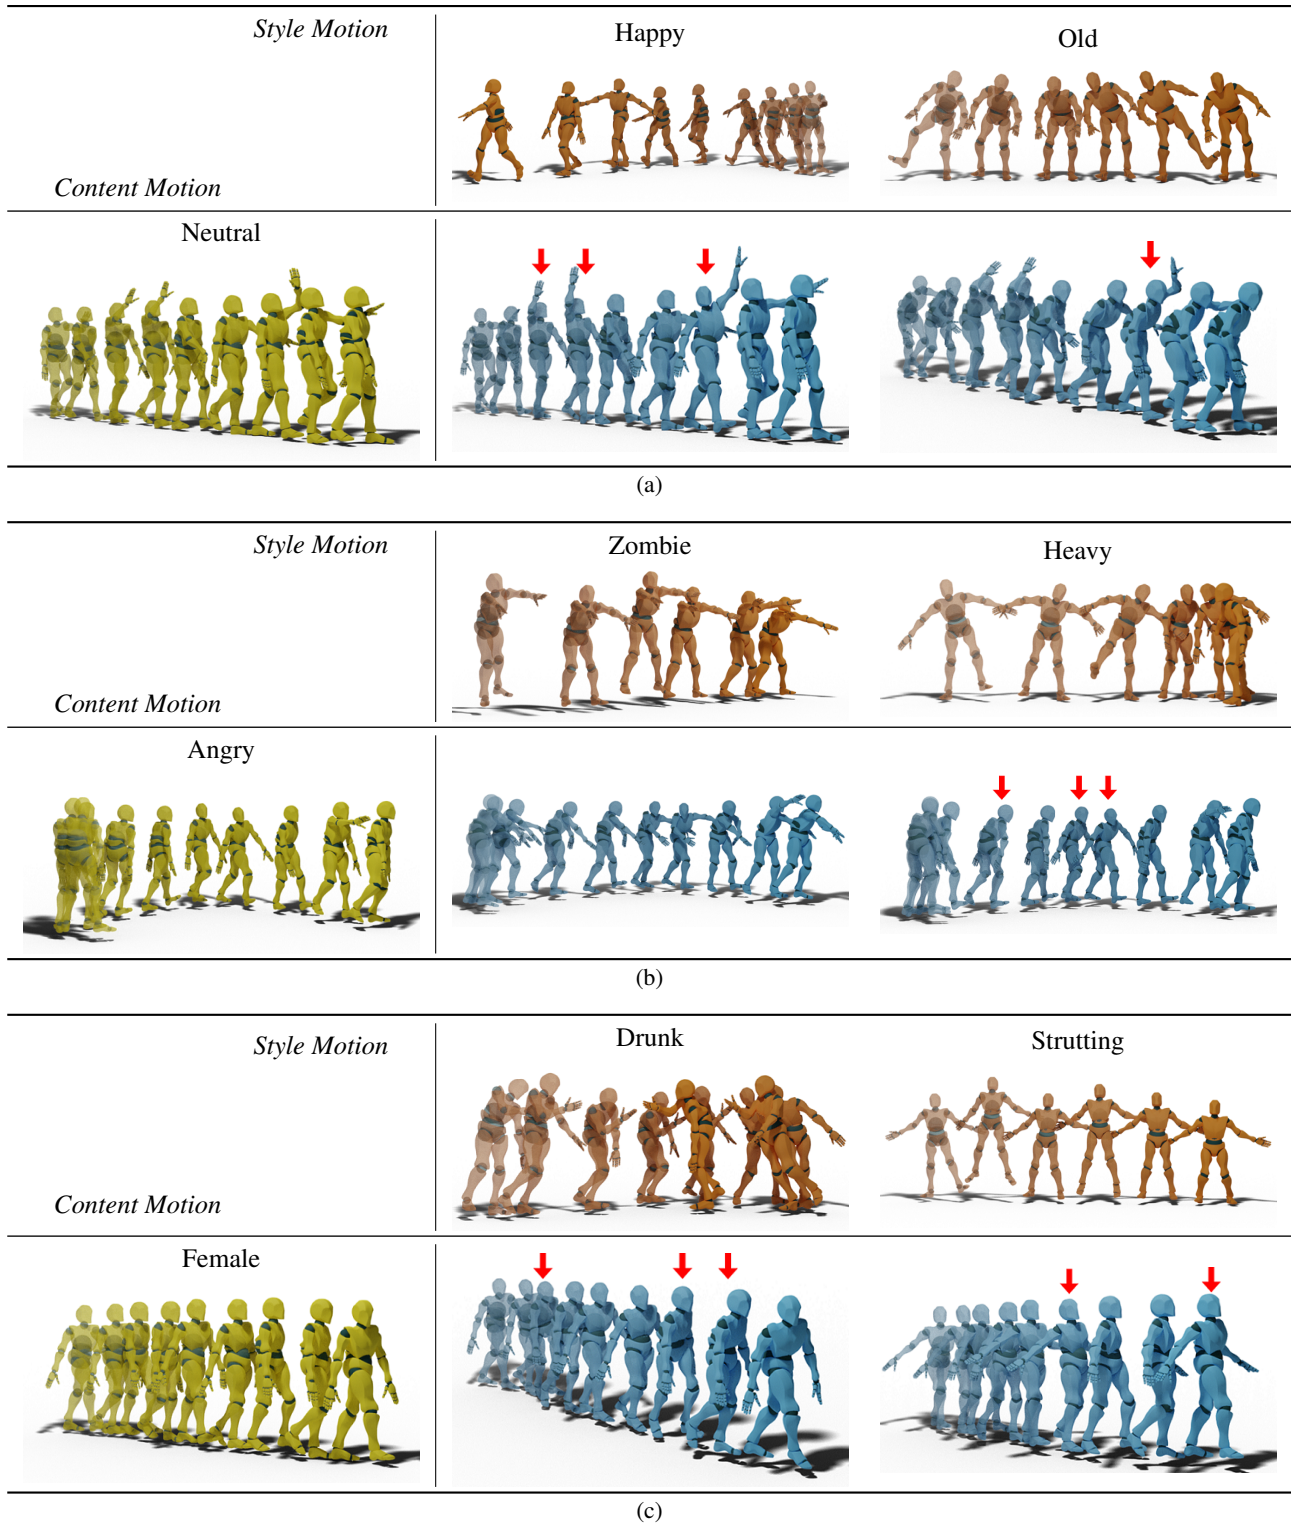 Style Motion
Happy
Old
Content Motion
Neutral
(a)
Style Motion
Zombie
Heavy
Content Motion
Angry
(b)
Style Motion
Drunk
Strutting
Content Motion
Female
(c)